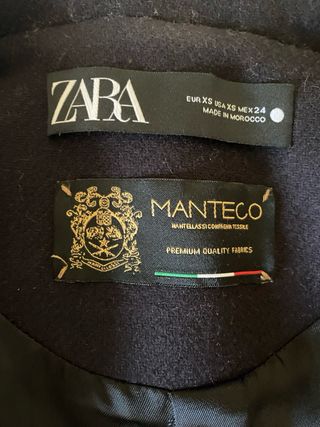 ZARA
EUR XS USA XS MEX 24
MADE IN MOROCCO
MANTECO
MANTELLASSI COMPAGNIA TESSILE
PREMIUM QUALITY FABRICS